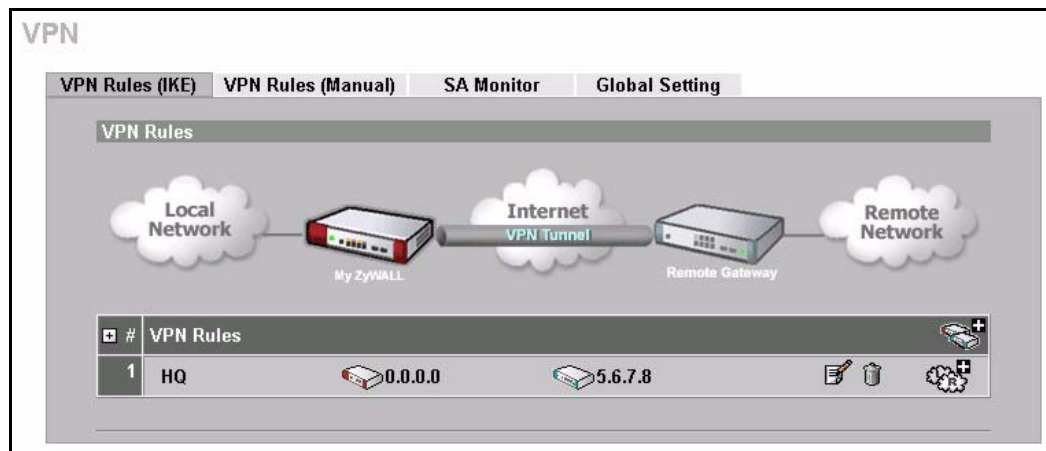 VPN
VPN Rules (IKE) VPN Rules (Manual) SA Monitor Global Setting
VPN Rules
Local Network
Internet
VPN Tunnel
Remote Network
My ZyWALL
Remote Gateway
# VPN Rules
1 HQ 0.0.0.0 5.6.7.8